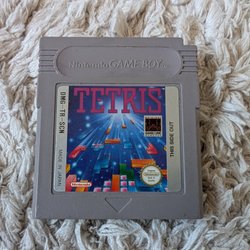 Nintendo GAME BOY
TETRIS
DMG-TR-SCN
MADE IN JAPAN
THIS SIDE OUT
Nintendo